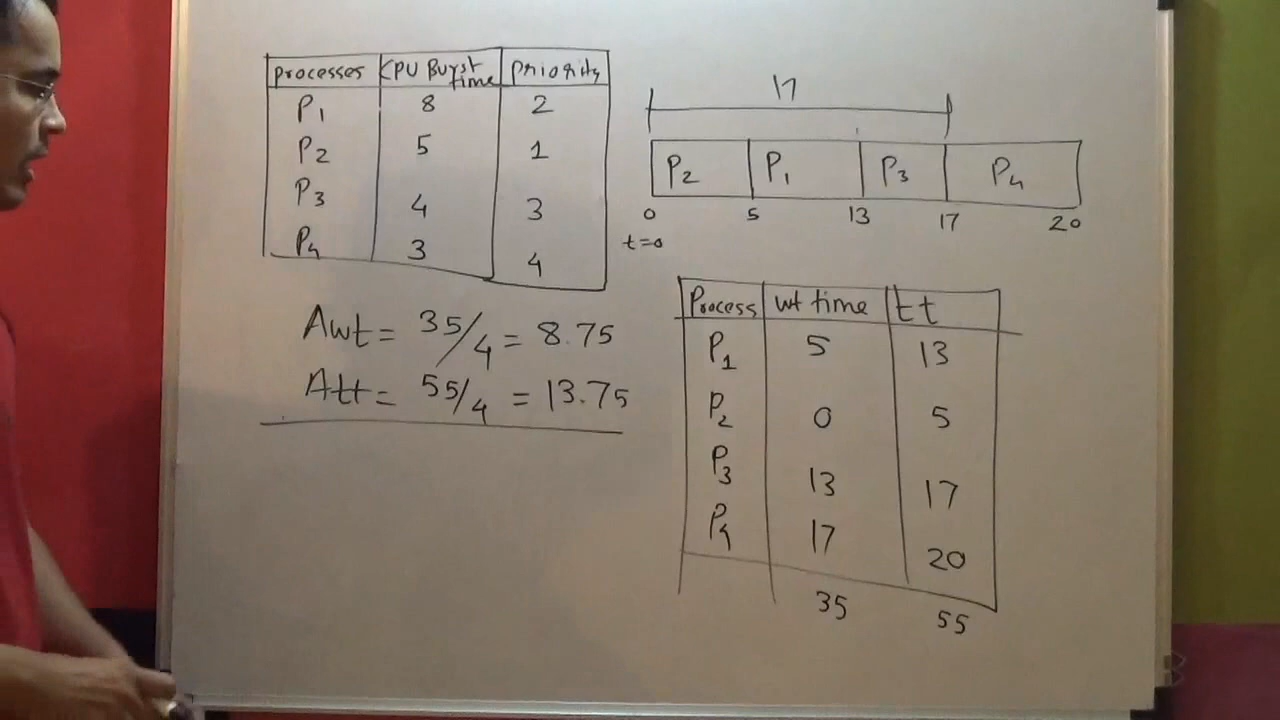 Processes CPU Burst time Priority
P1 8 2
P2 5 1
P3 4 3
P4 3 4
17
P2 P1 P3 P4
0 5 13 17 20
t=0
Awt = 35/4 = 8.75
Att = 55/4 = 13.75
Process wt time tt
P1 5 13
P2 0 5
P3 13 17
P4 17 20
35 55